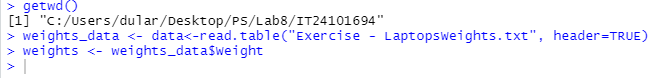 > getwd()
[1] "C:/Users/dular/Desktop/PS/Lab8/IT24101694"
> weights_data <- data<-read.table("Exercise - LaptopsWeights.txt", header=TRUE)
> weights <- weights_data$Weight
>